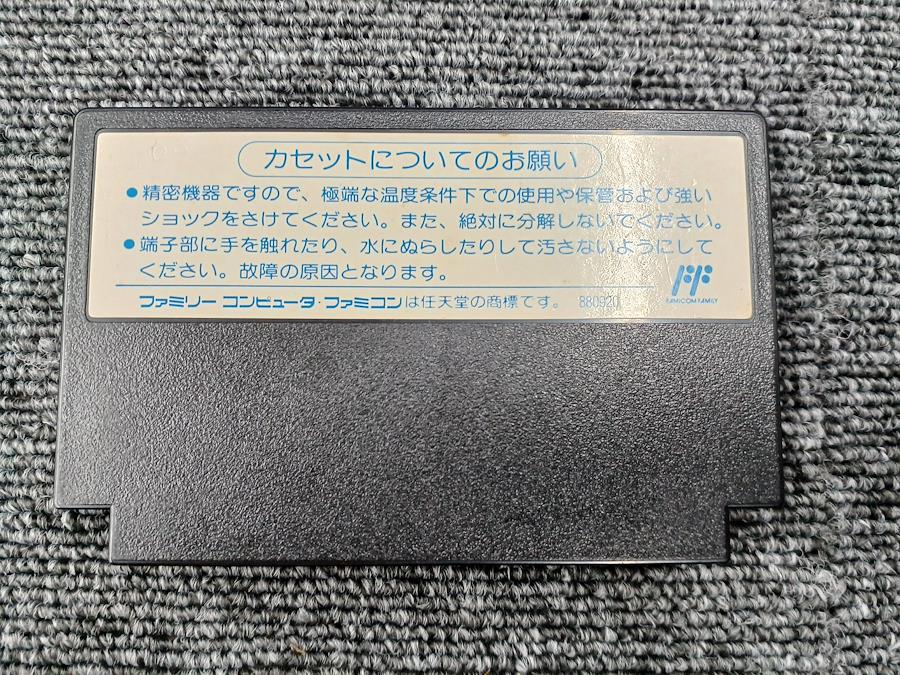 カセットについてのお願い
●精密機器ですので、極端な温度条件下での使用や保管および強い
ショックをさけてください。また、絶対に分解しないでください。
●端子部に手を触れたり、水にぬらしたりして汚さないようにして
ください。故障の原因となります。
FAMICOM FAMILY
ファミリー コンピュータ・ファミコンは任天堂の商標です。 880920